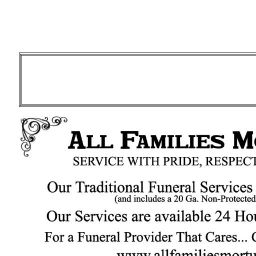 ALL FAMILIES
SERVICE WITH PRIDE, RESPECT
Our Traditional Funeral Services
(and includes a 20 Ga. Non-Protected
Our Services are available 24
For a Funeral Provider That Cares...